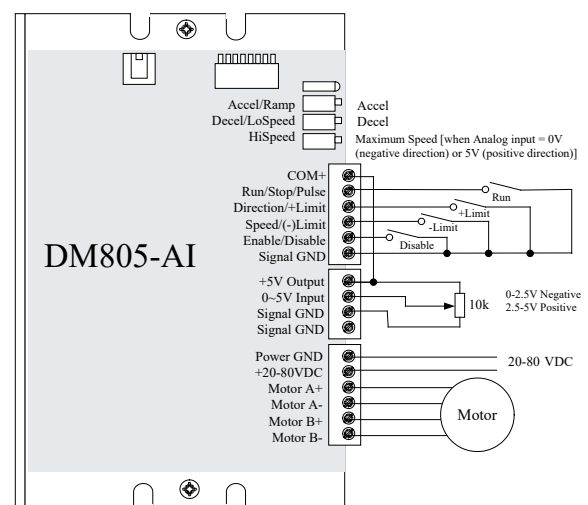 Accel/Ramp Accel
Decel/LoSpeed Decel
HiSpeed Maximum Speed [when Analog input = 0V
(negative direction) or 5V (positive direction)]
COM+
Run/Stop/Pulse Run
Direction/+Limit +Limit
Speed/(-)Limit -Limit
Enable/Disable Disable
Signal GND
DM805-AI
+5V Output
0~5V Input 10k 0-2.5V Negative
2.5-5V Positive
Signal GND
Signal GND
Power GND
20-80 VDC
+20-80VDC
Motor A+
Motor A-
Motor B+
Motor B-
Motor